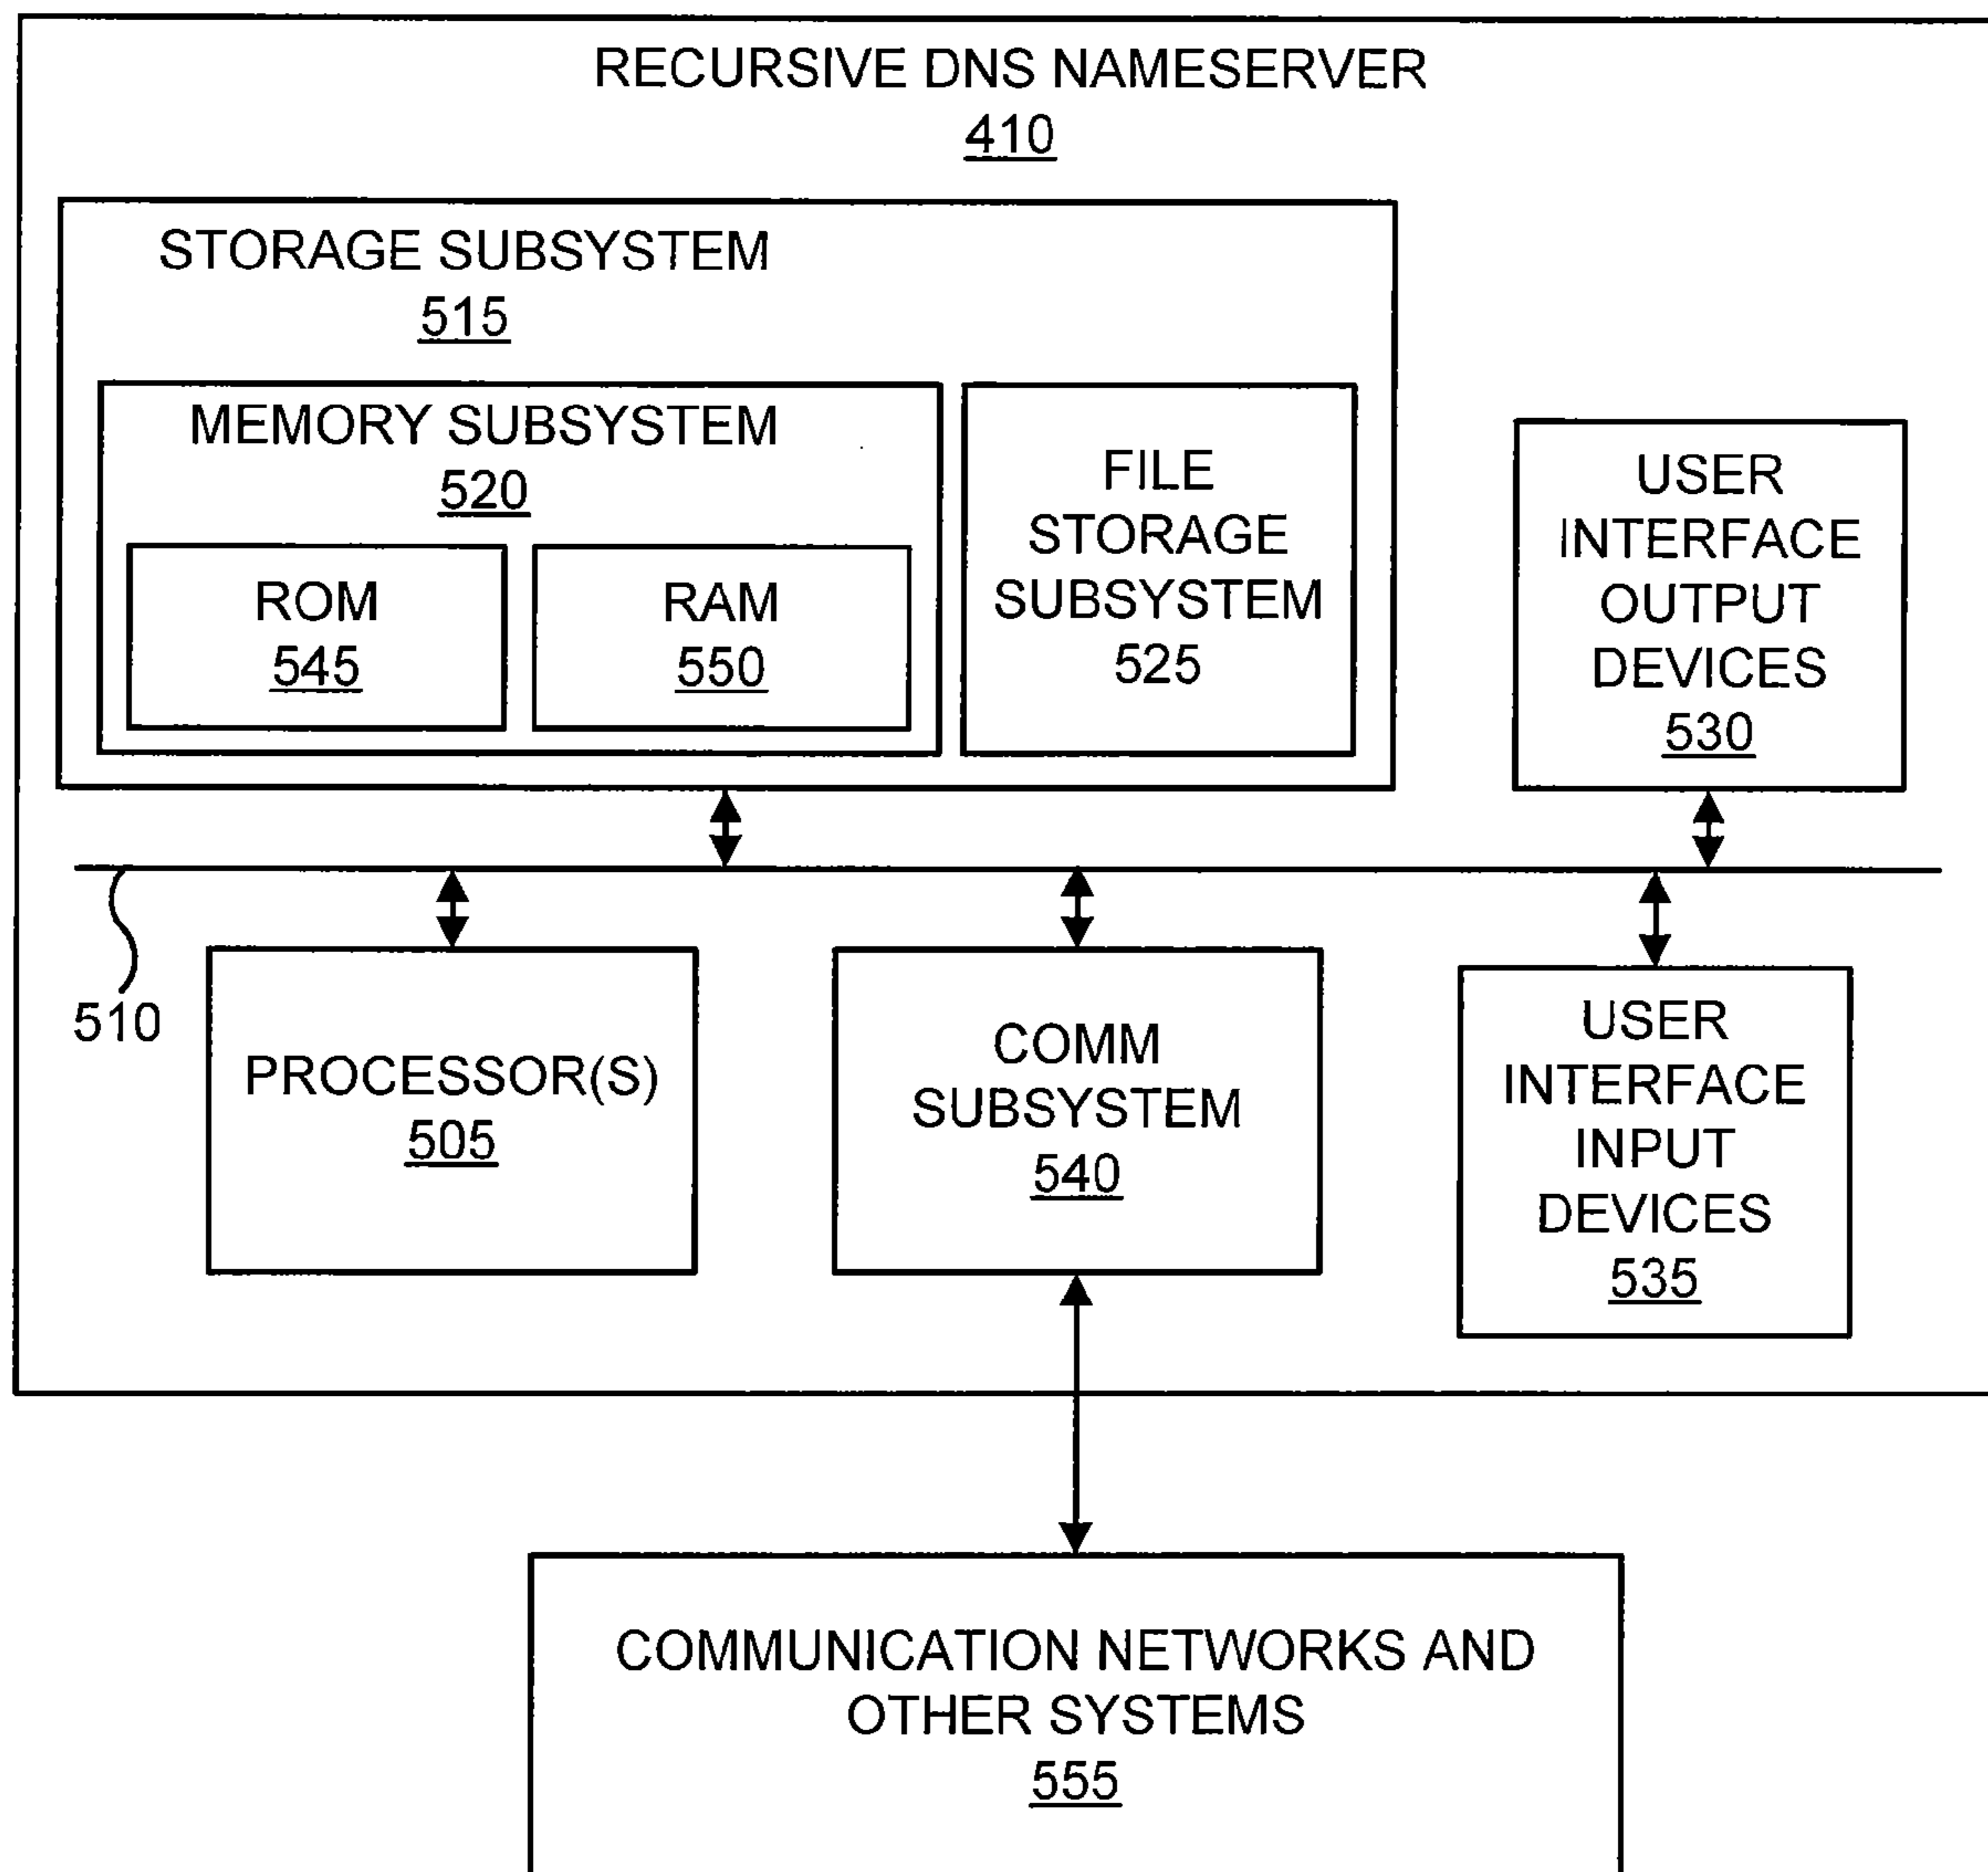 RECURSIVE DNS NAMESERVER
410
STORAGE SUBSYSTEM
515
MEMORY SUBSYSTEM
520
ROM
545
RAM
550
FILE
STORAGE
SUBSYSTEM
525
USER
INTERFACE
OUTPUT
DEVICES
530
510
PROCESSOR(S)
505
COMM
SUBSYSTEM
540
USER
INTERFACE
INPUT
DEVICES
535
COMMUNICATION NETWORKS AND
OTHER SYSTEMS
555